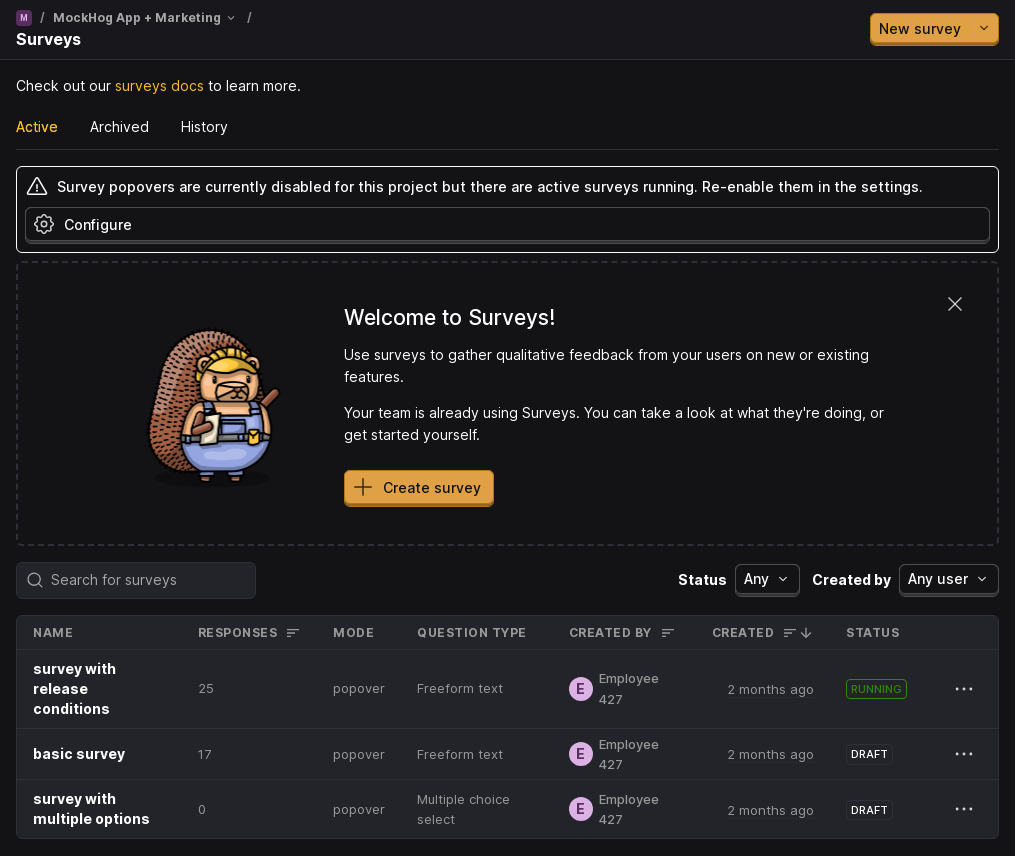 M / MockHog App + Marketing /
Surveys
New survey
Check out our surveys docs to learn more.
Active Archived History
Survey popovers are currently disabled for this project but there are active surveys running. Re-enable them in the settings.
Configure
Welcome to Surveys!
Use surveys to gather qualitative feedback from your users on new or existing
features.
Your team is already using Surveys. You can take a look at what they're doing, or
get started yourself.
Create survey
Search for surveys
Status Any Created by Any user
NAME RESPONSES MODE QUESTION TYPE CREATED BY CREATED STATUS
survey with
release
conditions
25 popover Freeform text E Employee
427
2 months ago RUNNING
basic survey 17 popover Freeform text E Employee
427
2 months ago DRAFT
survey with
multiple options
0 popover Multiple choice
select
E Employee
427
2 months ago DRAFT